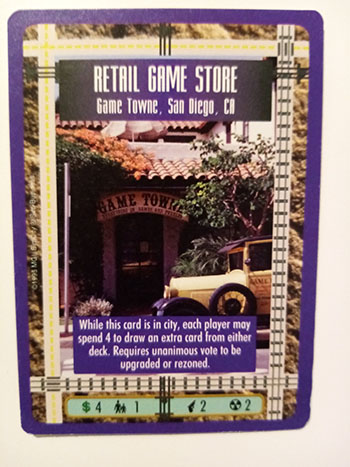 RETAIL GAME STORE
Game Towne, San Diego, CA
GAME TOWNE
While this card is in city, each player may
spend 4 to draw an extra card from either
deck. Requires unanimous vote to be
upgraded or rezoned.
$ 4 1 2 2